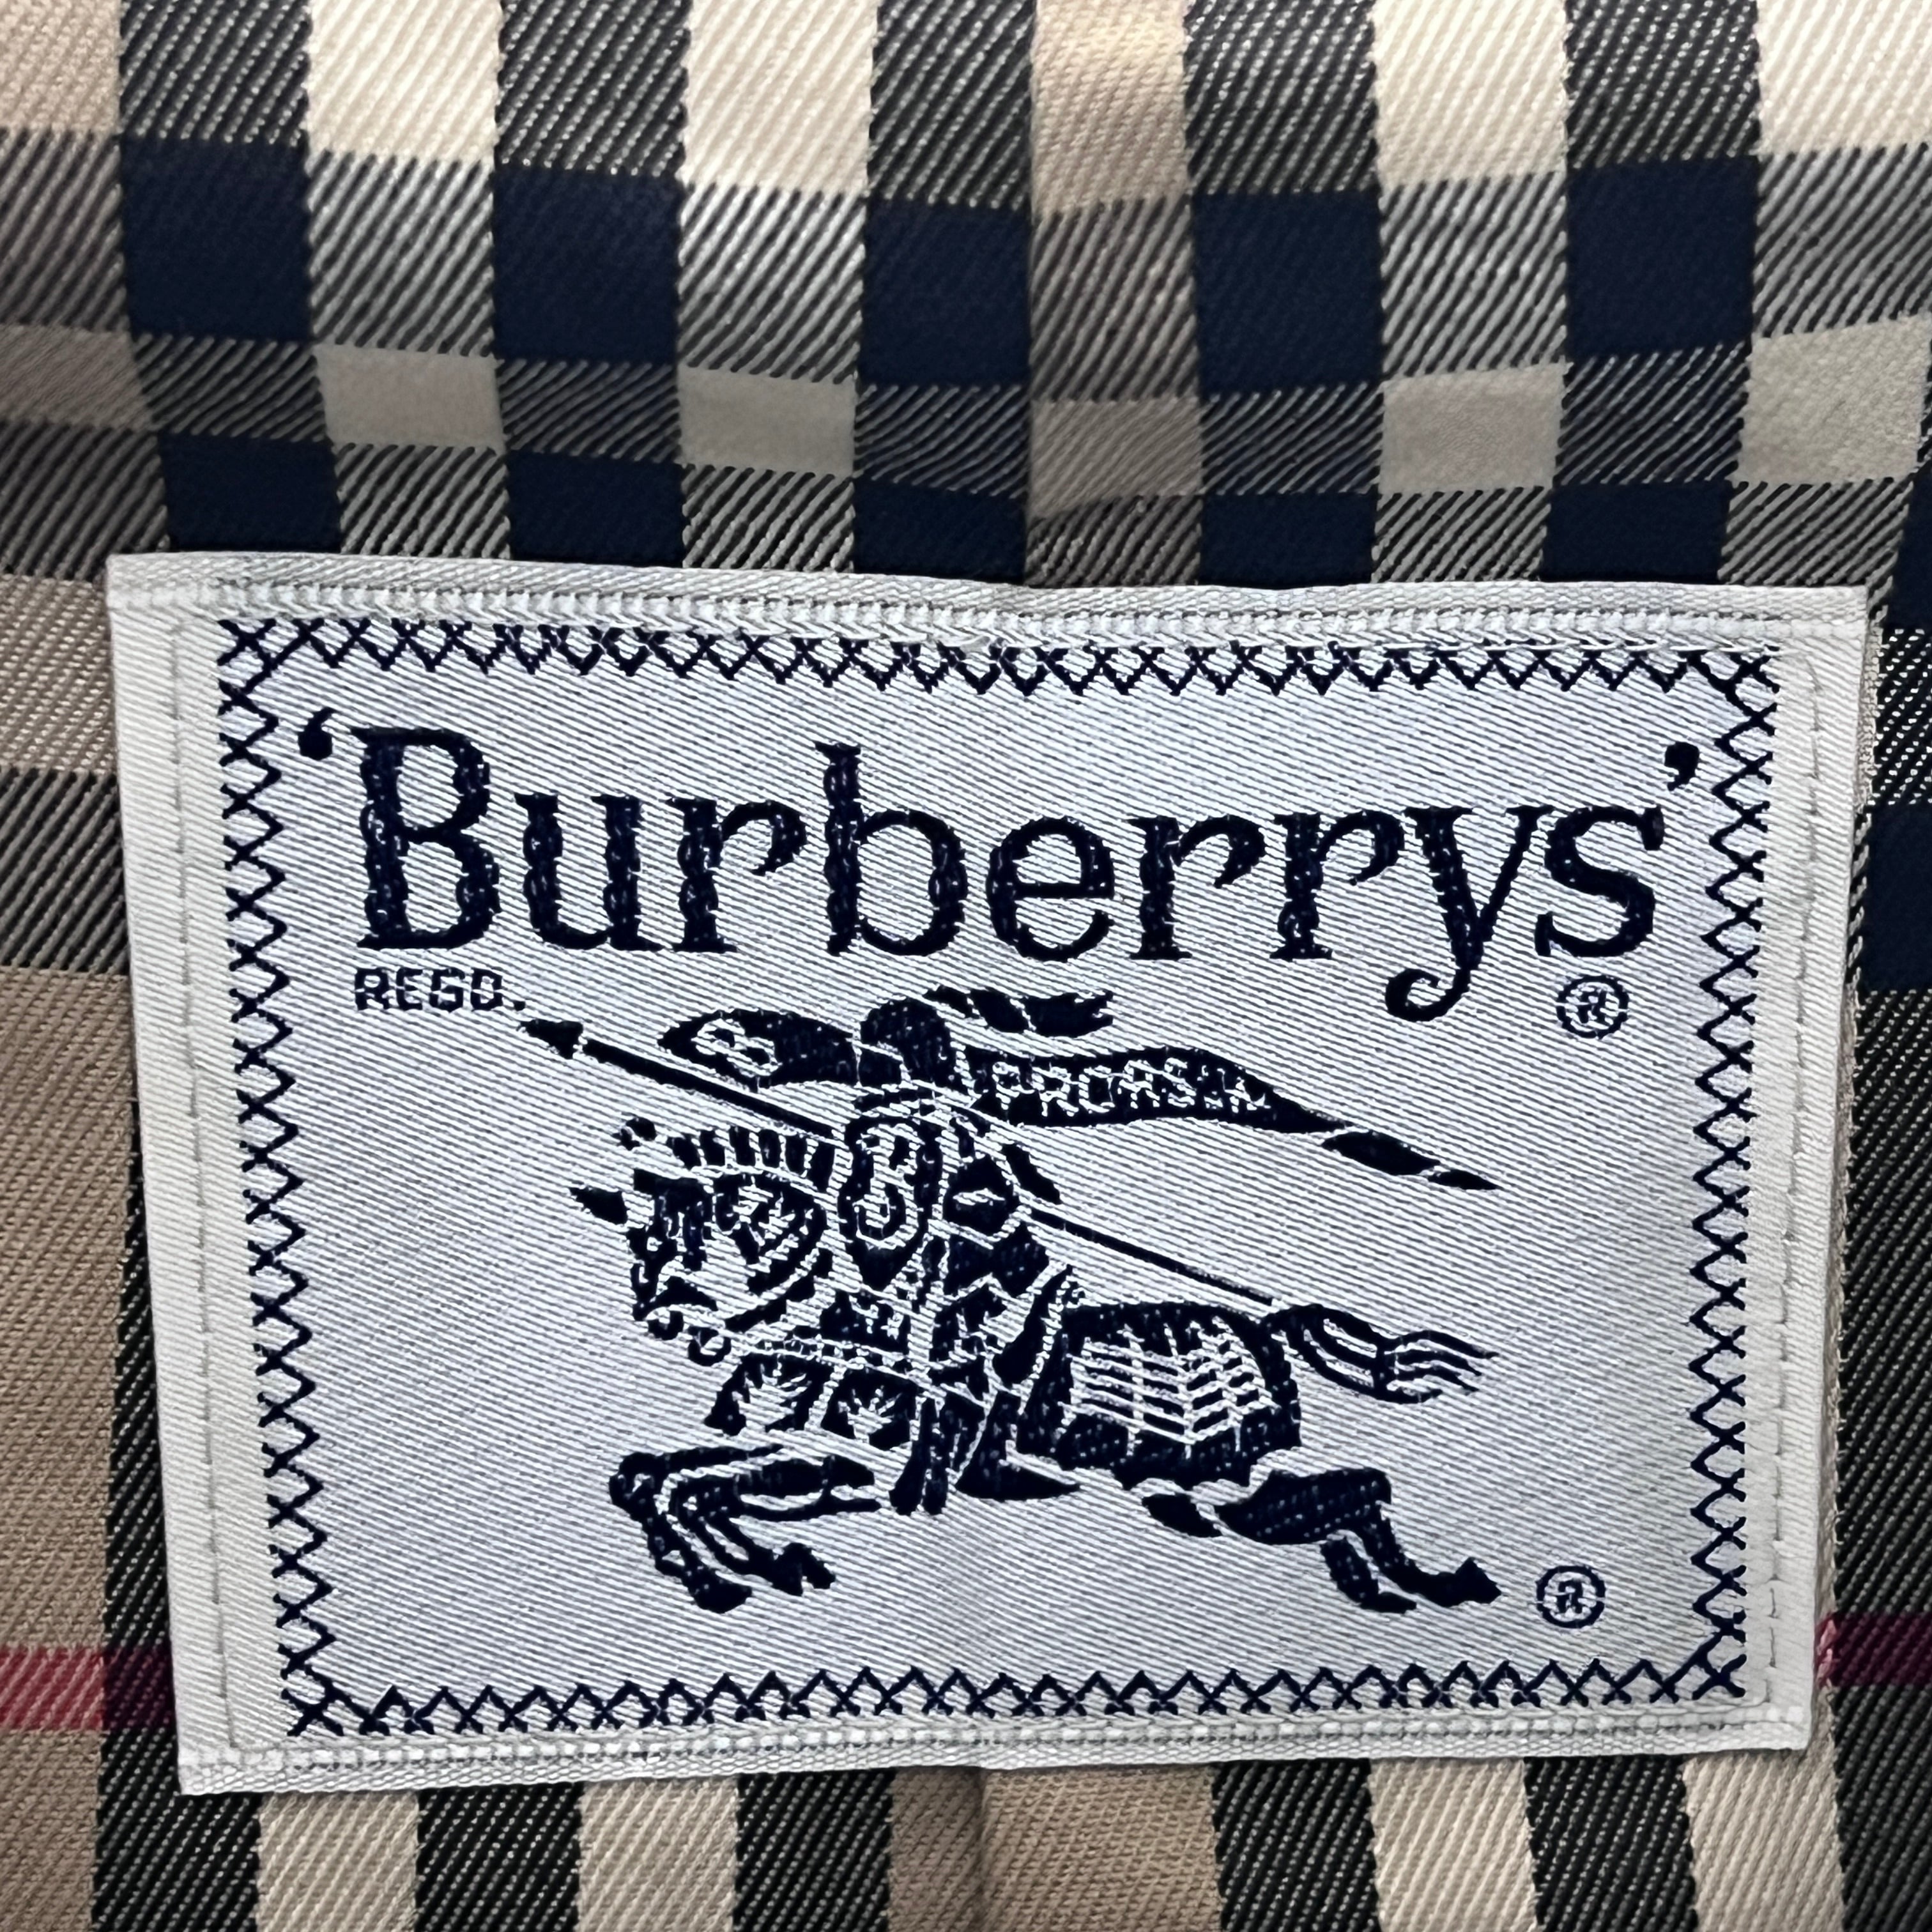 ‘Burberrys’
REGD.
®
B
PRORSUM
®